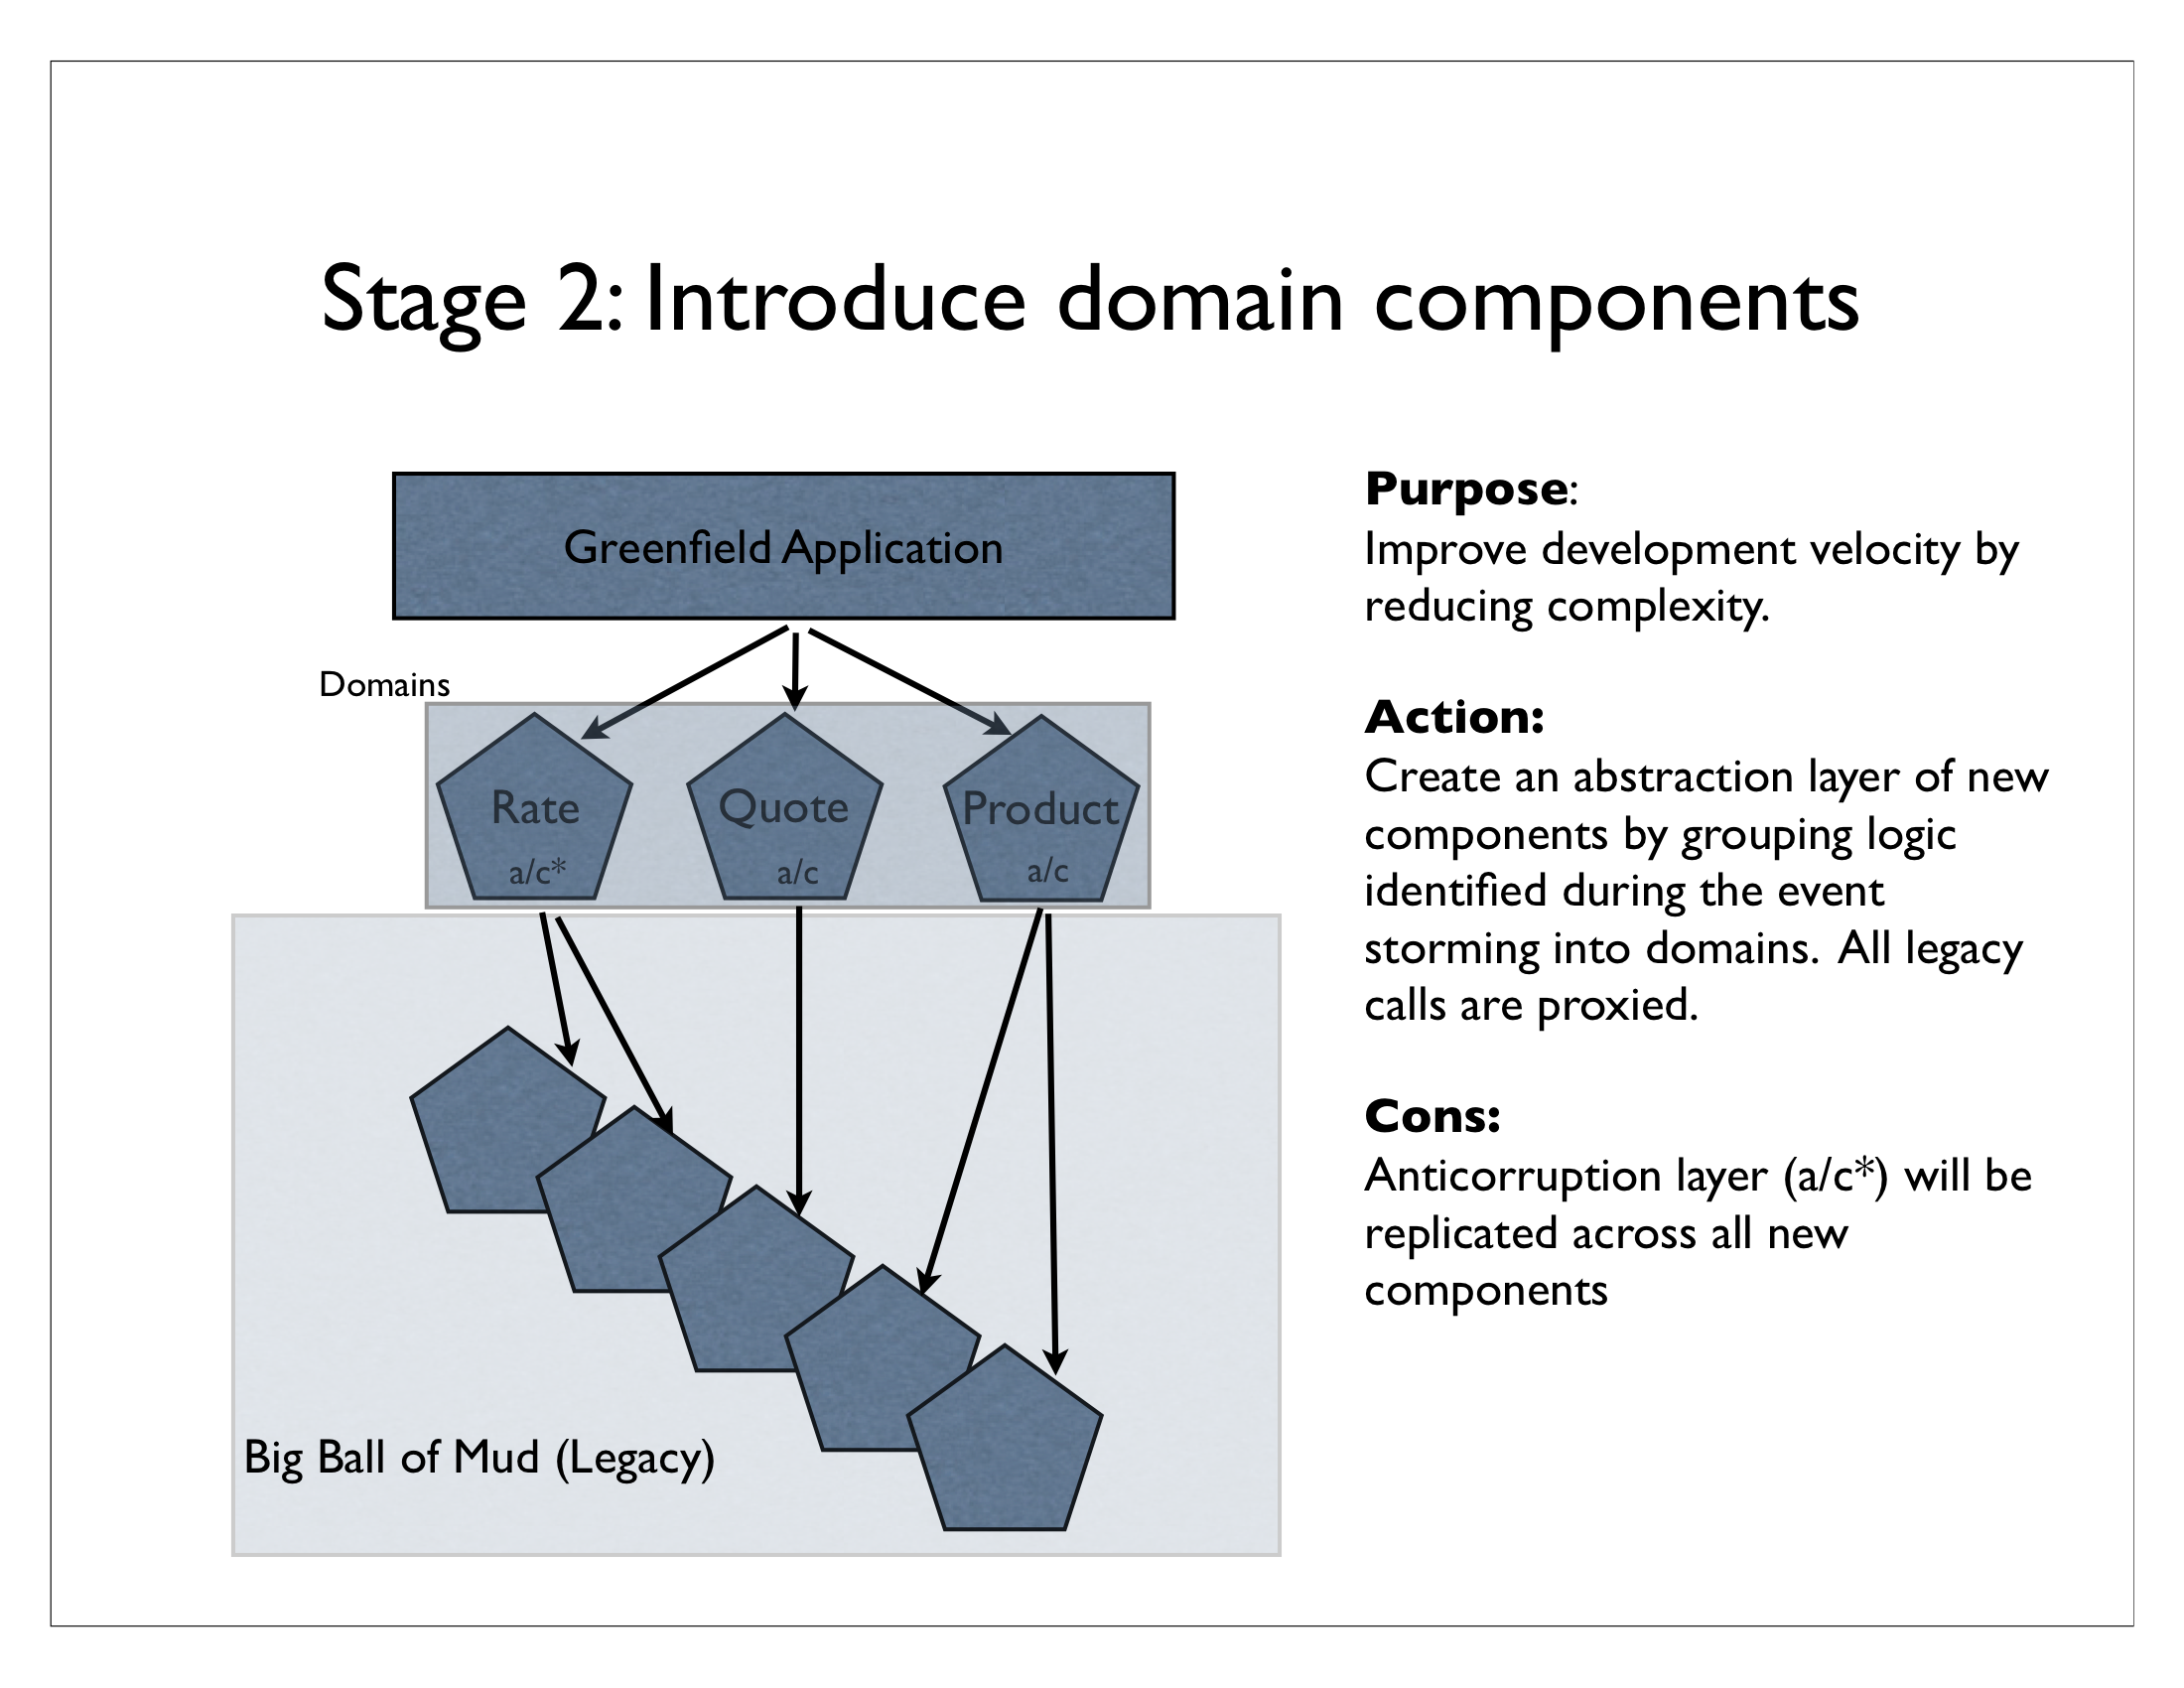 Stage 2: Introduce domain components
Greenfield Application
Domains
Rate
a/c*
Quote
a/c
Product
a/c
Big Ball of Mud (Legacy)
Purpose:
Improve development velocity by
reducing complexity.
Action:
Create an abstraction layer of new
components by grouping logic
identified during the event
storming into domains.  All legacy
calls are proxied.
Cons:
Anticorruption layer (a/c*) will be
replicated across all new
components